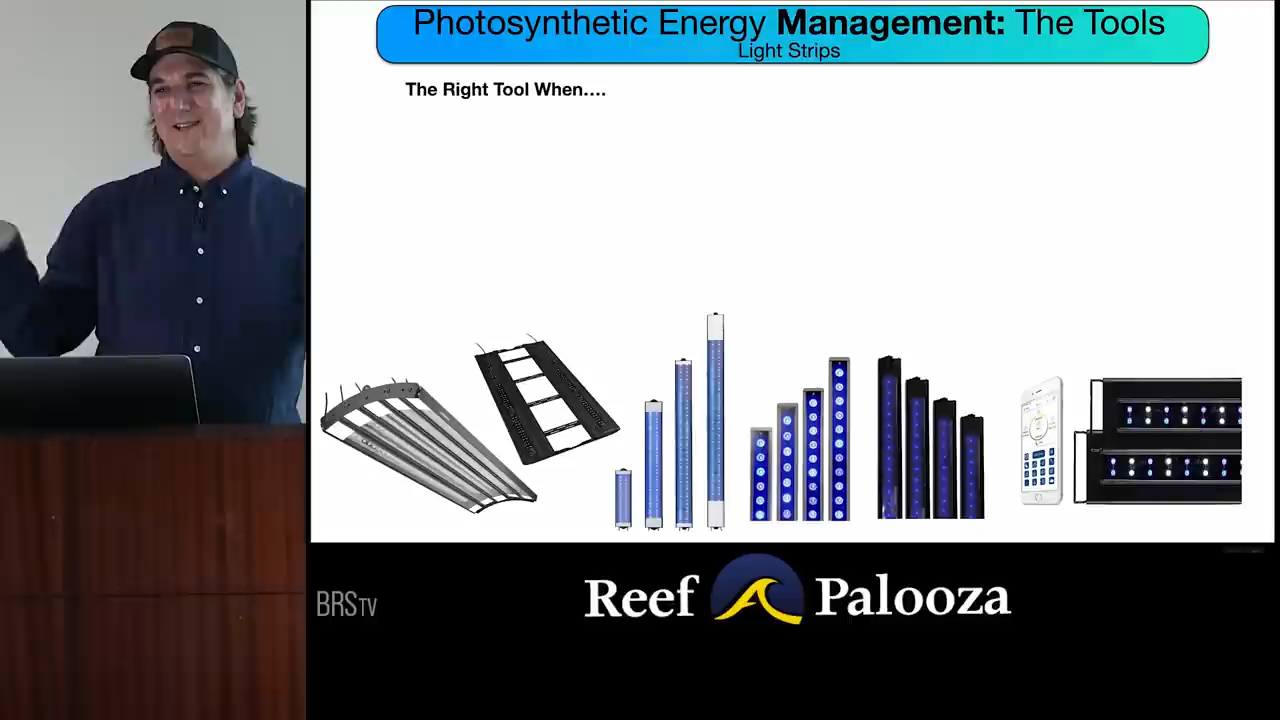 Photosynthetic Energy Management: The Tools
Light Strips
The Right Tool When....
BRSTV
Reef Palooza